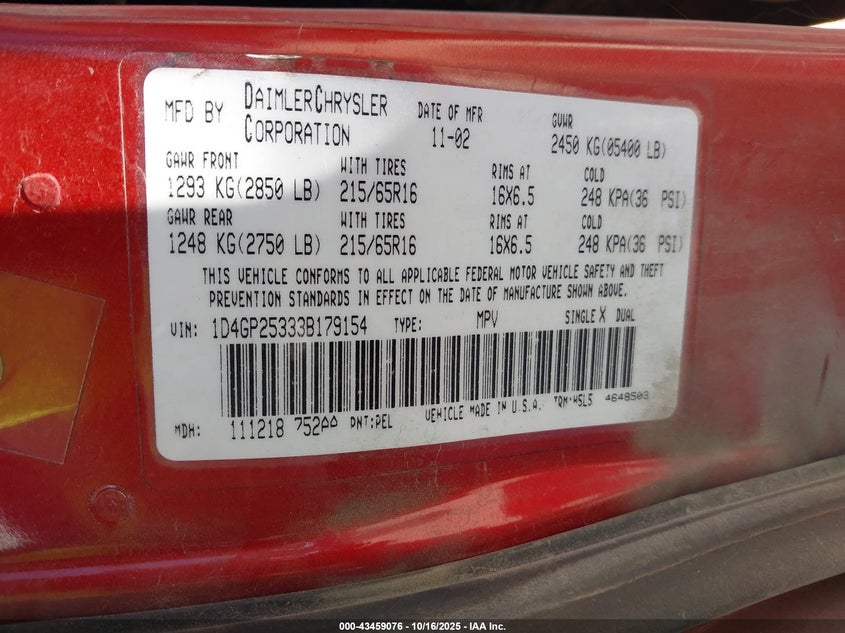 MFD BY DAIMLERCHRYSLER CORPORATION DATE OF MFR 11-02 GVWR 2450 KG(05400 LB)
GAWR FRONT WITH TIRES RIMS AT COLD
1293 KG(2850 LB) 215/65R16 16X6.5 248 KPA(36 PSI)
GAWR REAR WITH TIRES RIMS AT COLD
1248 KG(2750 LB) 215/65R16 16X6.5 248 KPA(36 PSI)
THIS VEHICLE CONFORMS TO ALL APPLICABLE FEDERAL MOTOR VEHICLE SAFETY AND THEFT
PREVENTION STANDARDS IN EFFECT ON THE DATE OF MANUFACTURE SHOWN ABOVE.
VIN: 1D4GP25333B179154 TYPE: MPV SINGLE X DUAL
MDH: 111218 752^^ PNT:PEL VEHICLE MADE IN U.S.A. TRM:H5L5 4648503
000-43459076 / 10/16/2025 / IAA Inc.